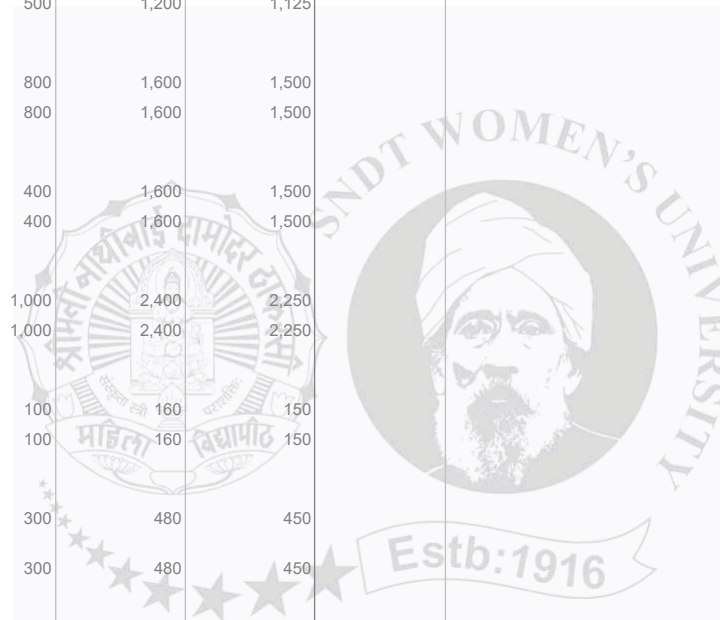 500 1,200 1,125
800 1,600 1,500
800 1,600 1,500
400 1,600 1,500
400 1,600 1,500
1,000 2,400 2,250
1,000 2,400 2,250
100 160 150
100 160 150
300 480 450
300 480 450
श्रीमती नाथीबाई दामोदर ठाकरसी
संस्कृता स्त्री पराशक्तिः
महिला विद्यापीठ
SNDT WOMEN'S UNIVERSITY
Estb:1916